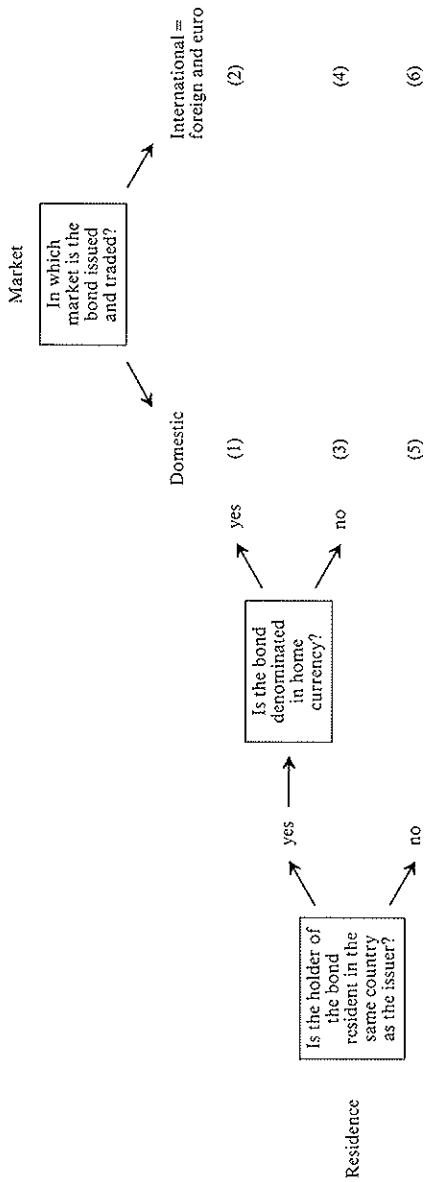 Market
In which
market is the
bond issued
and traded?
Domestic
International =
foreign and euro
yes
(1)
(2)
Is the bond
denominated
in home
currency?
yes
no
(3)
(4)
Is the holder of
the bond
resident in the
same country
as the issuer?
no
(5)
(6)
Residence